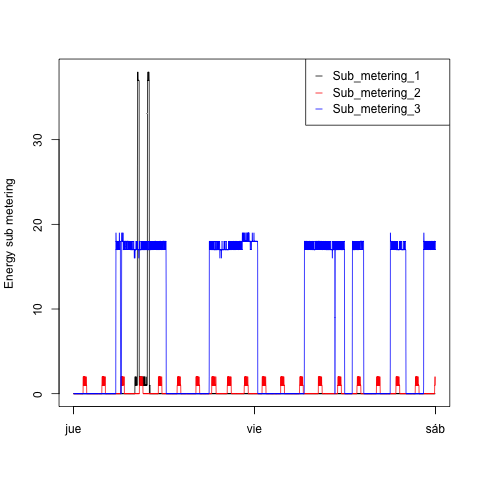 Sub_metering_1
Sub_metering_2
Sub_metering_3
Energy sub metering
30
20
10
0
jue vie sáb